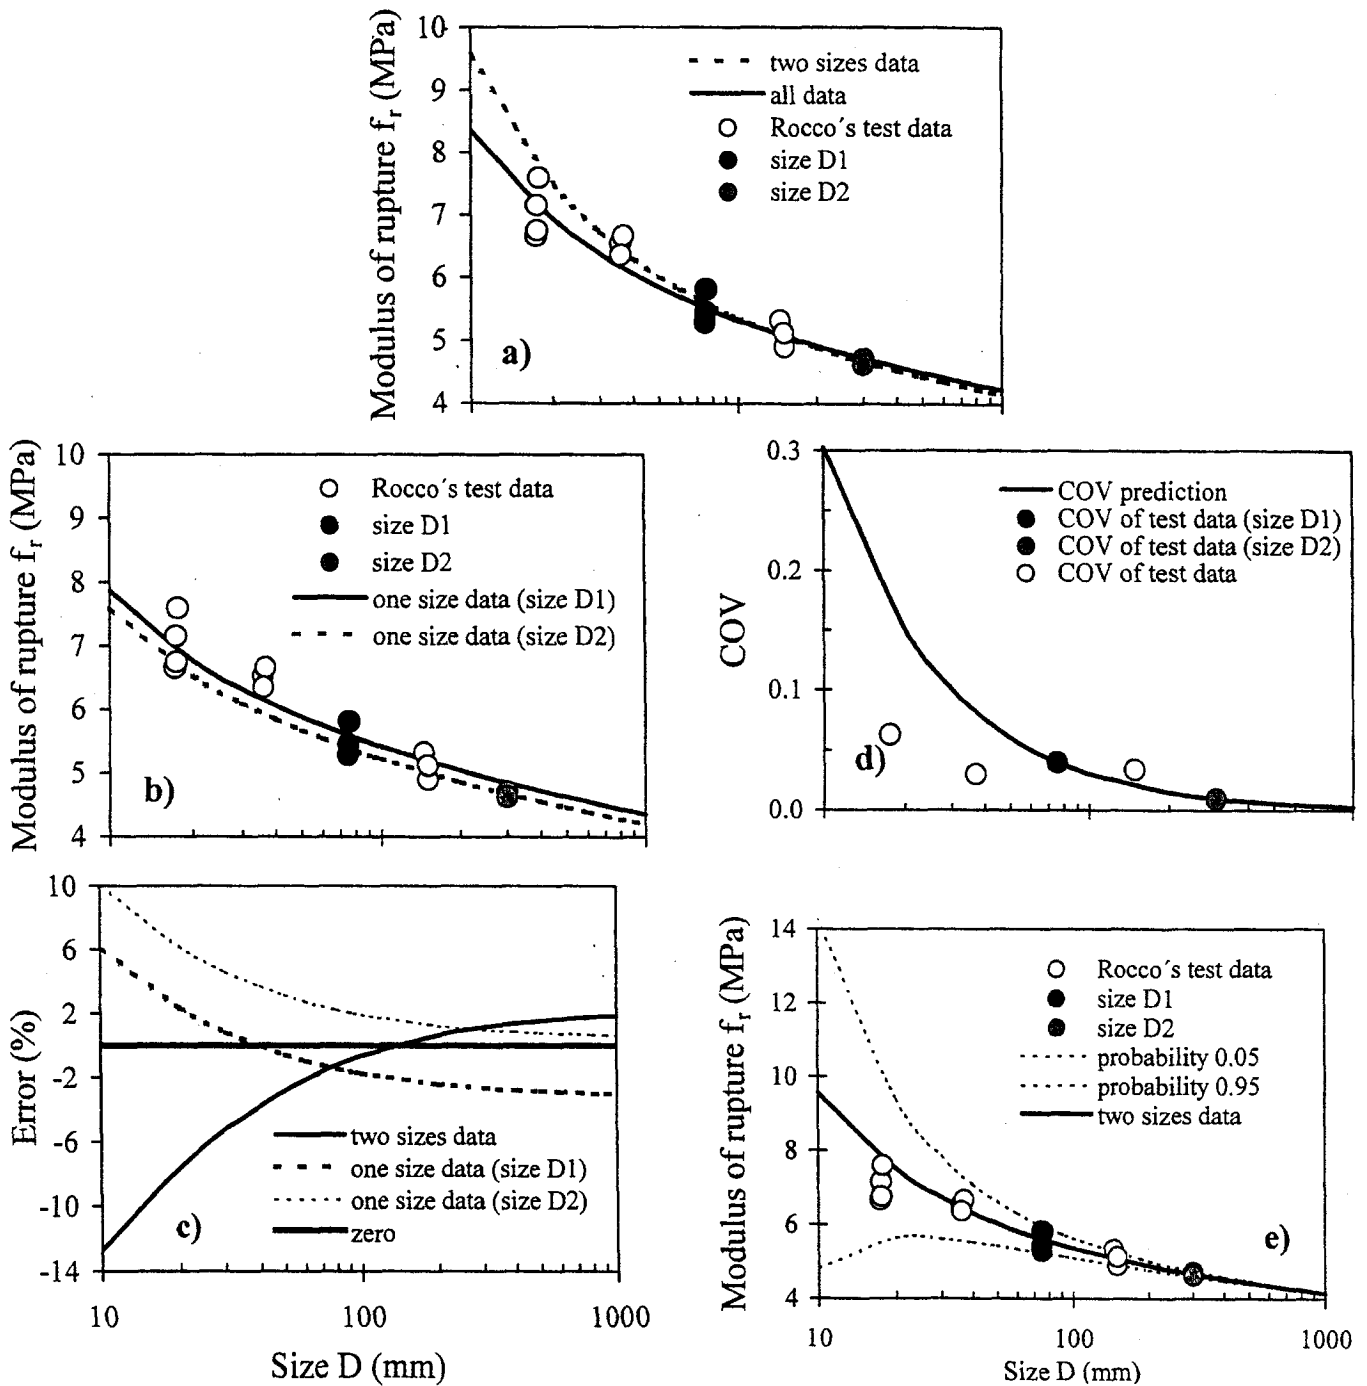 10
9
8
7
6
5
4
Modulus of rupture f_r (MPa)
two sizes data
all data
Rocco´s test data
size D1
size D2
a)
10
9
8
7
6
5
4
Modulus of rupture f_r (MPa)
Rocco´s test data
size D1
size D2
one size data (size D1)
one size data (size D2)
b)
0.3
0.2
0.1
0.0
COV
COV prediction
COV of test data (size D1)
COV of test data (size D2)
COV of test data
d)
10
6
2
-2
-6
-10
-14
Error (%)
two sizes data
one size data (size D1)
one size data (size D2)
zero
c)
10
100
1000
Size D (mm)
14
12
10
8
6
4
Modulus of rupture f_r (MPa)
Rocco´s test data
size D1
size D2
probability 0.05
probability 0.95
two sizes data
e)
10
100
1000
Size D (mm)